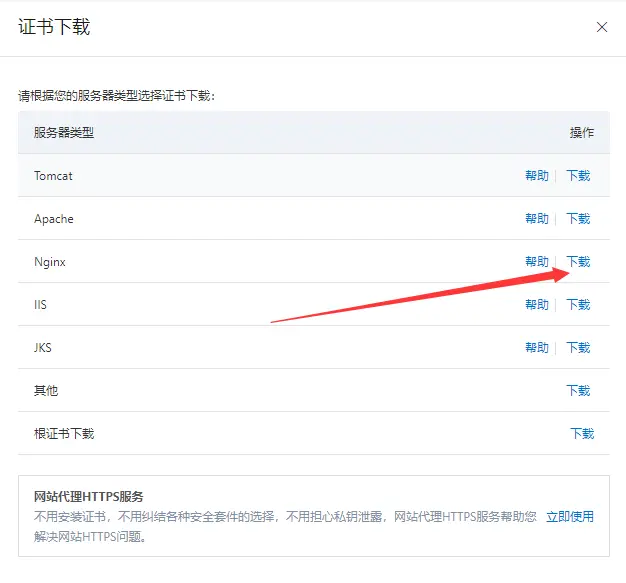 证书下载
请根据您的服务器类型选择证书下载：
服务器类型 操作
Tomcat 帮助 下载
Apache 帮助 下载
Nginx 帮助 下载
IIS 帮助 下载
JKS 帮助 下载
其他 下载
根证书下载 下载
网站代理HTTPS服务
不用安装证书，不用纠结各种安全套件的选择，不用担心私钥泄露，网站代理HTTPS服务帮助您 立即使用
解决网站HTTPS问题。